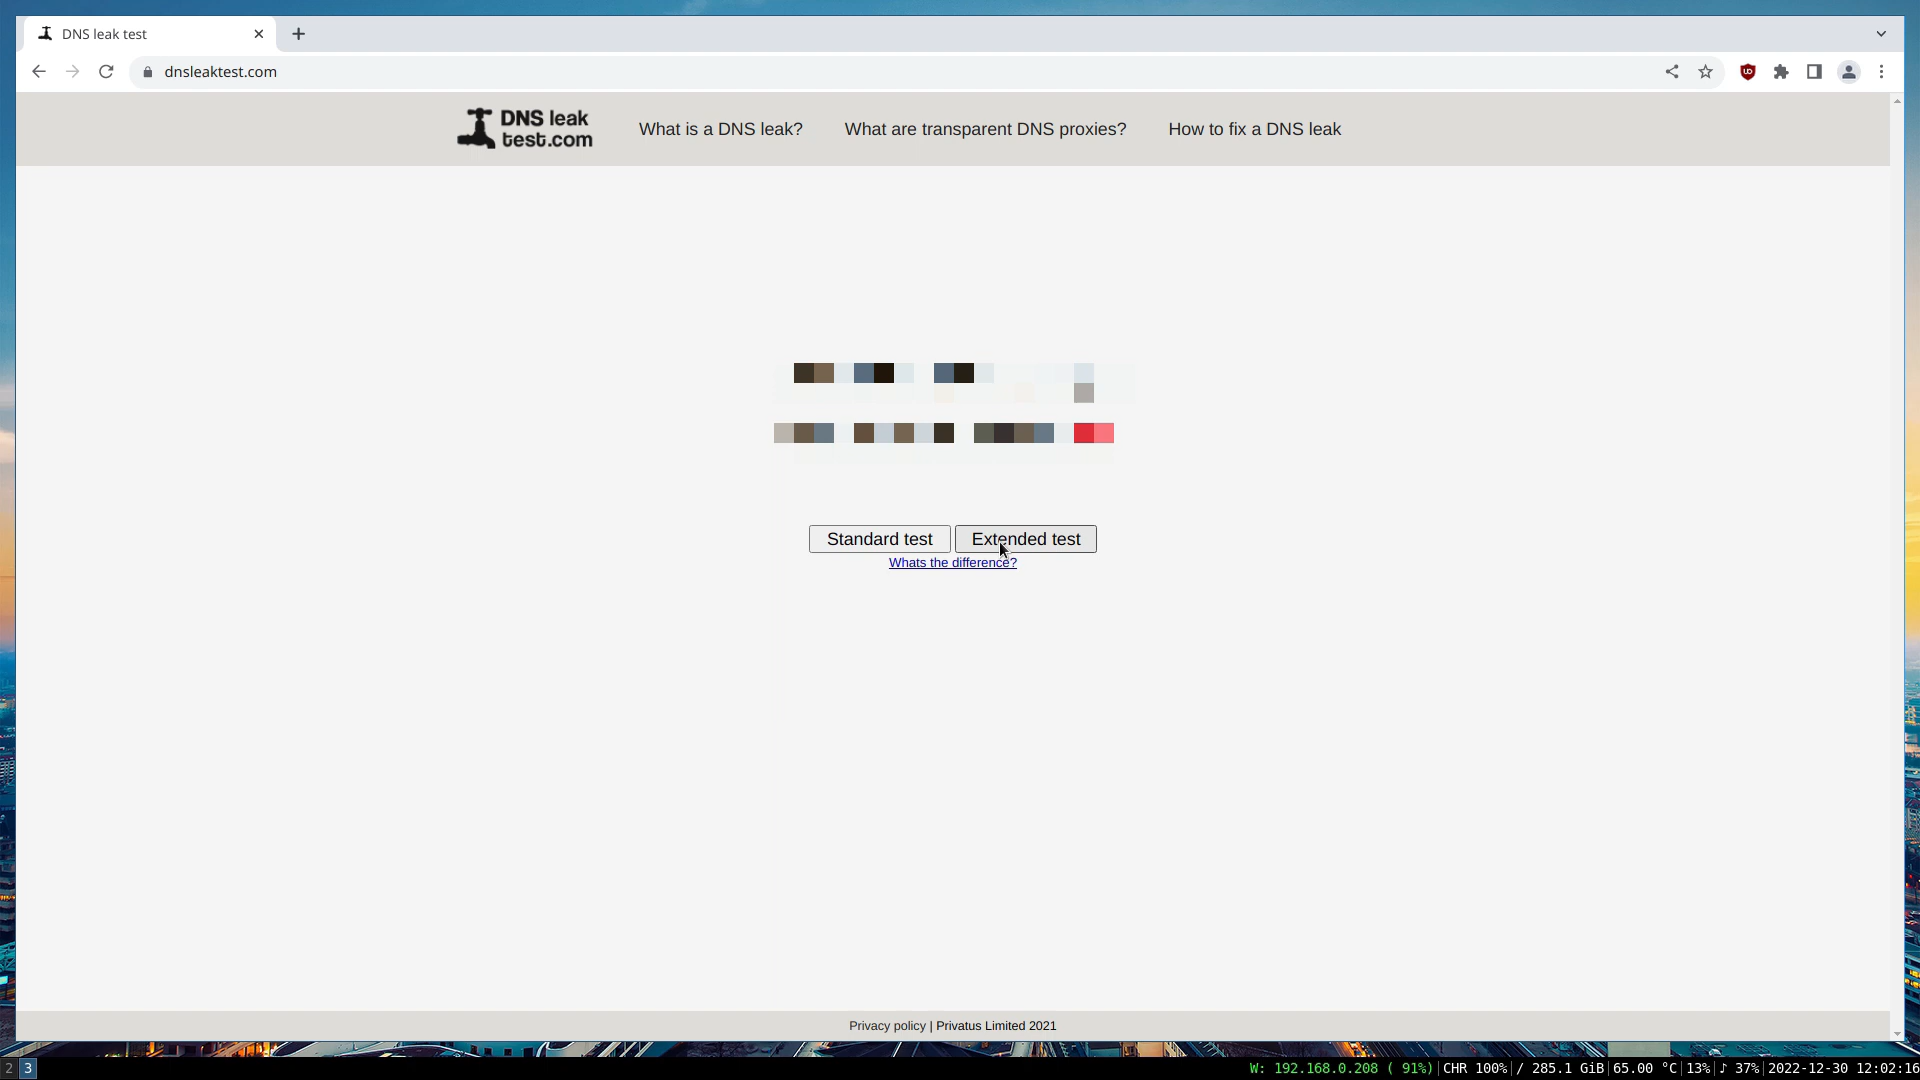 DNS leak test
dnsleaktest.com
DNS leak
test.com
What is a DNS leak?
What are transparent DNS proxies?
How to fix a DNS leak
Standard test
Extended test
Whats the difference?
Privacy policy | Privatus Limited 2021
2 3
W: 192.168.0.208 ( 91%)|CHR 100%|/ 285.1 GiB|65.00 °C|13%|♪ 37%|2022-12-30 12:02:16